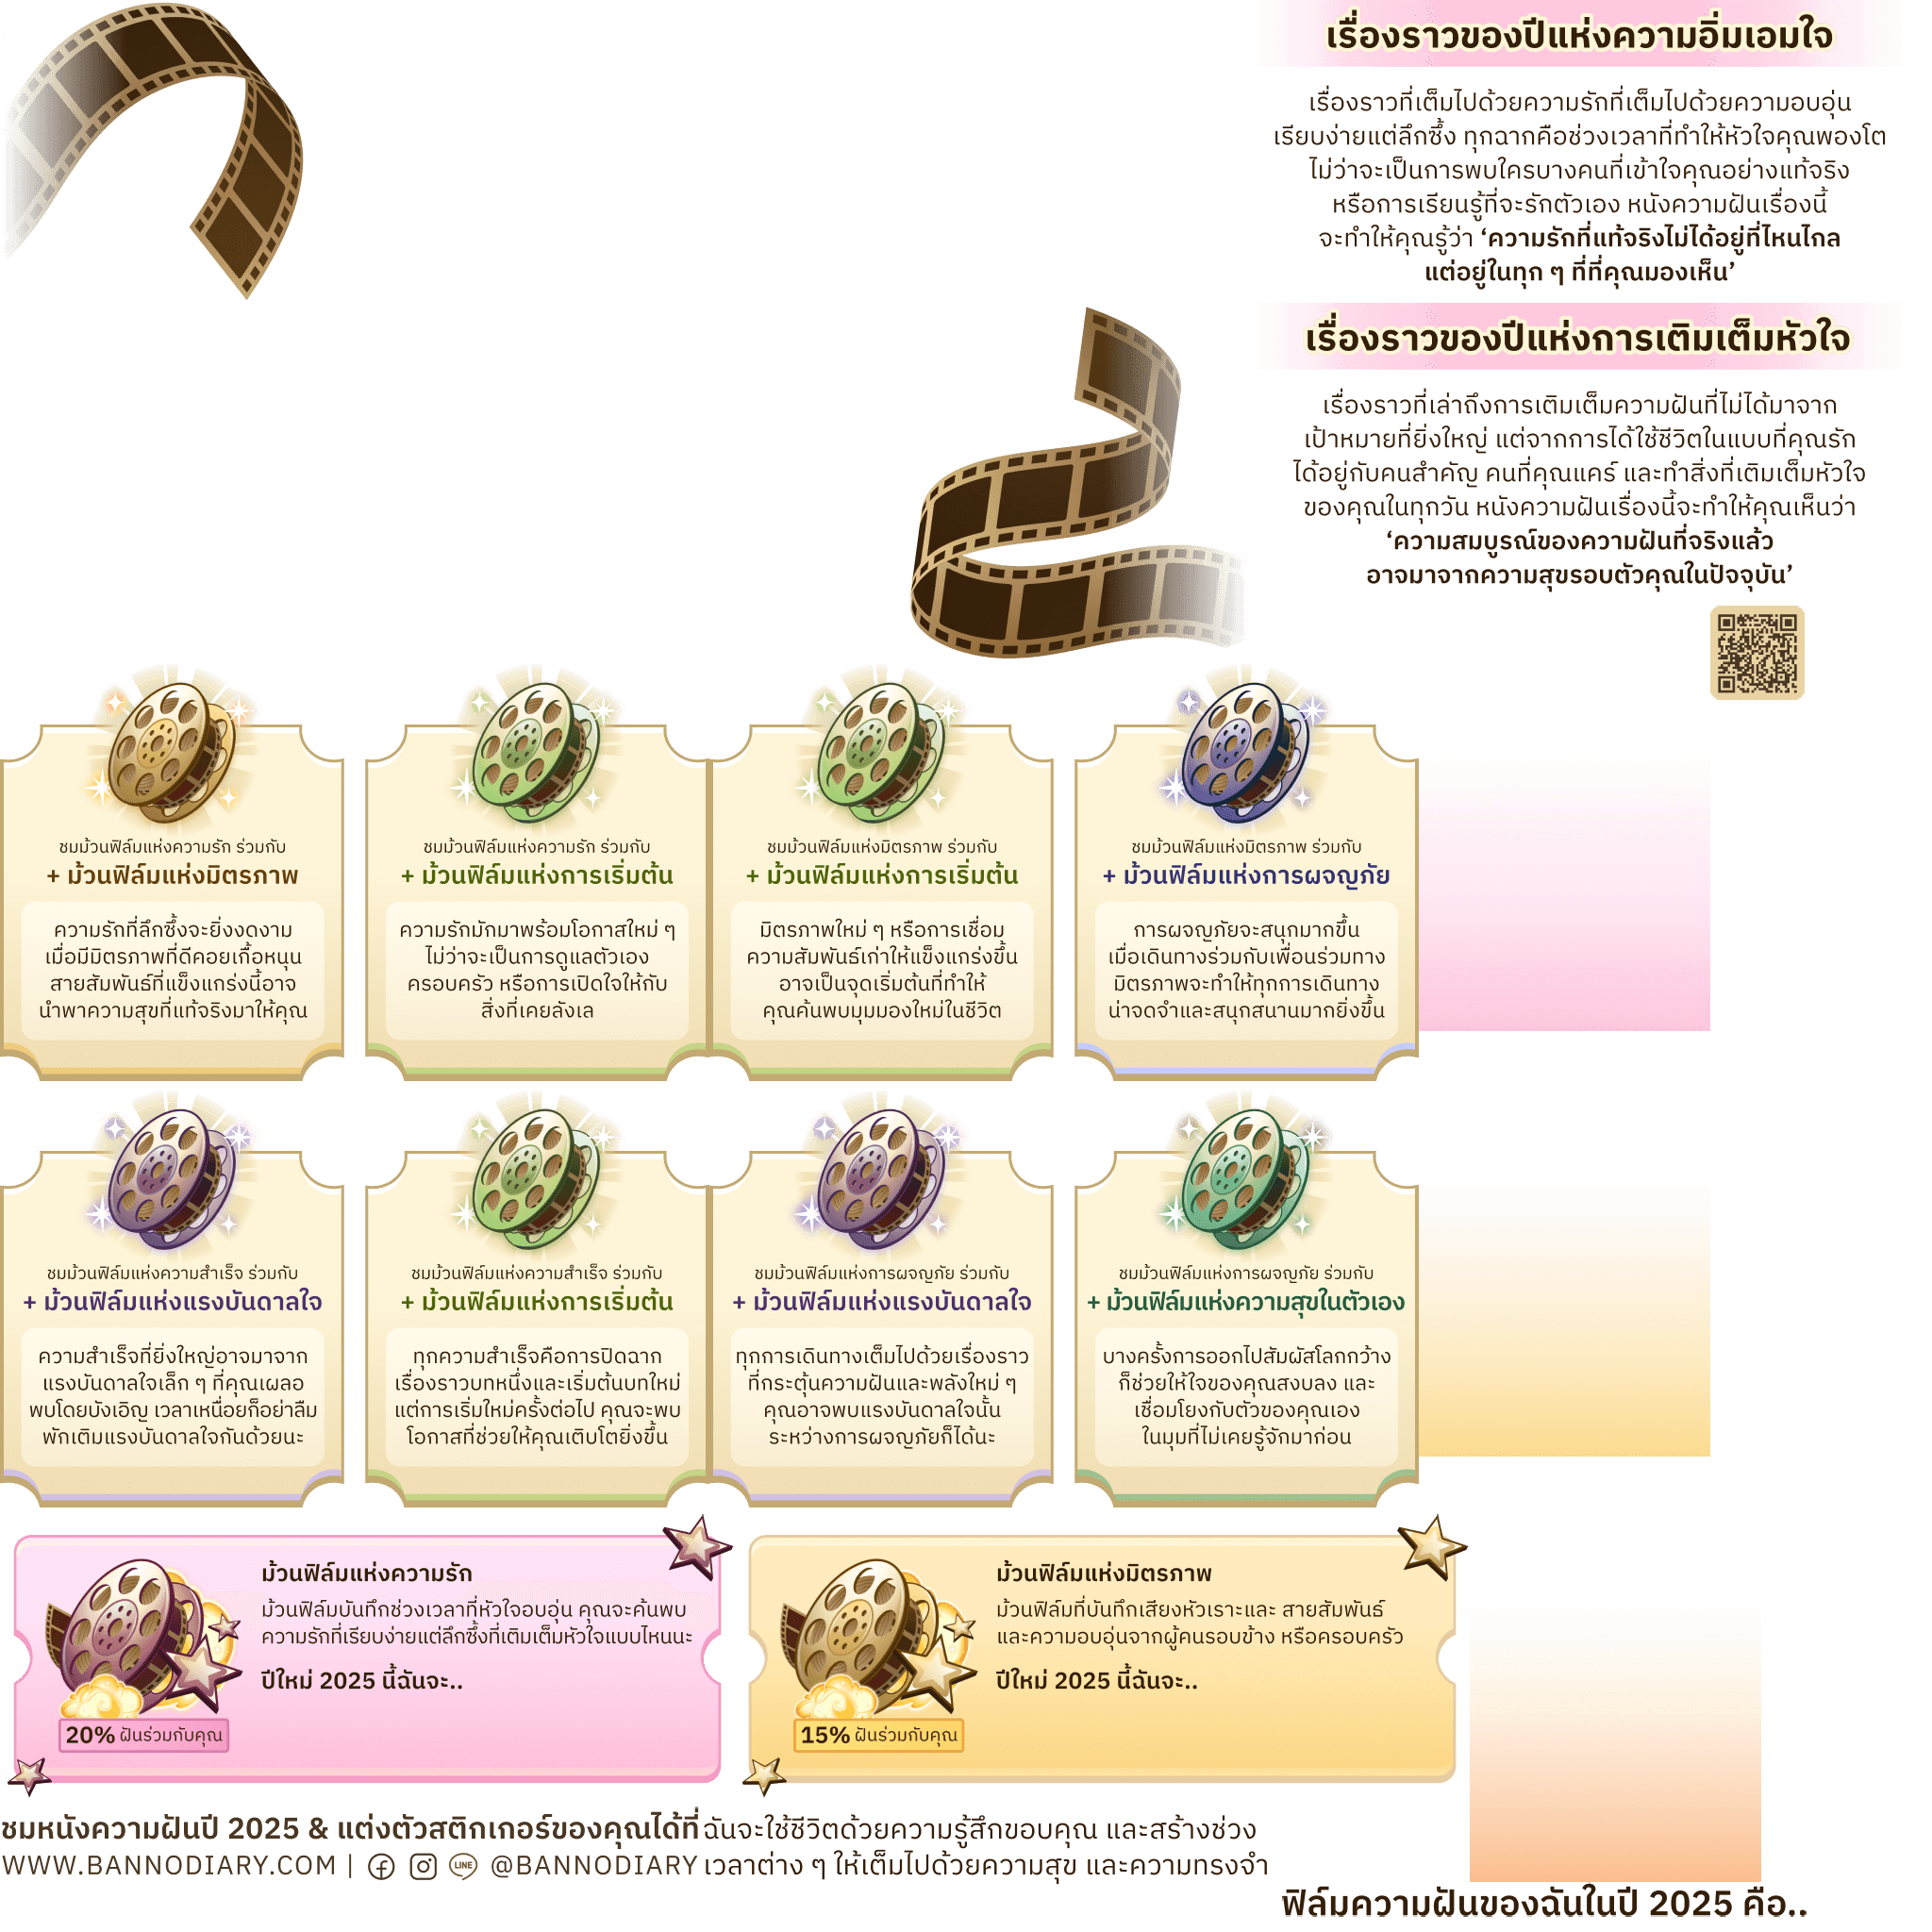 เรื่องราวของปีแห่งความอิ่มเอมใจ
เรื่องราวที่เต็มไปด้วยความรักที่เต็มไปด้วยความอบอุ่น
เรียบง่ายแต่ลึกซึ้ง ทุกฉากคือช่วงเวลาที่ทำให้หัวใจคุณพองโต
ไม่ว่าจะเป็นการพบใครบางคนที่เข้าใจคุณอย่างแท้จริง
หรือการเรียนรู้ที่จะรักตัวเอง หนังความฝันเรื่องนี้
จะทำให้คุณรู้ว่า ‘ความรักที่แท้จริงไม่ได้อยู่ที่ไหนไกล
แต่อยู่ในทุก ๆ ที่ที่คุณมองเห็น’
เรื่องราวของปีแห่งการเติมเต็มหัวใจ
เรื่องราวที่เล่าถึงการเติมเต็มความฝันที่ไม่ได้มาจาก
เป้าหมายที่ยิ่งใหญ่ แต่จากการได้ใช้ชีวิตในแบบที่คุณรัก
ได้อยู่กับคนสำคัญ คนที่คุณแคร์ และทำสิ่งที่เติมเต็มหัวใจ
ของคุณในทุกวัน หนังความฝันเรื่องนี้จะทำให้คุณเห็นว่า
‘ความสมบูรณ์ของความฝันที่จริงแล้ว
อาจมาจากความสุขรอบตัวคุณในปัจจุบัน’
ชมม้วนฟิล์มแห่งความรัก ร่วมกับ
+ ม้วนฟิล์มแห่งมิตรภาพ
ความรักที่ลึกซึ้งจะยิ่งงดงาม
เมื่อมีมิตรภาพที่ดีคอยเกื้อหนุน
สายสัมพันธ์ที่แข็งแกร่งนี้อาจ
นำพาความสุขที่แท้จริงมาให้คุณ
ชมม้วนฟิล์มแห่งความรัก ร่วมกับ
+ ม้วนฟิล์มแห่งการเริ่มต้น
ความรักมักมาพร้อมโอกาสใหม่ ๆ
ไม่ว่าจะเป็นการดูแลตัวเอง
ครอบครัว หรือการเปิดใจให้กับ
สิ่งที่เคยลังเล
ชมม้วนฟิล์มแห่งมิตรภาพ ร่วมกับ
+ ม้วนฟิล์มแห่งการเริ่มต้น
มิตรภาพใหม่ ๆ หรือการเชื่อม
ความสัมพันธ์เก่าให้แข็งแกร่งขึ้น
อาจเป็นจุดเริ่มต้นที่ทำให้
คุณค้นพบมุมมองใหม่ในชีวิต
ชมม้วนฟิล์มแห่งมิตรภาพ ร่วมกับ
+ ม้วนฟิล์มแห่งการผจญภัย
การผจญภัยจะสนุกมากขึ้น
เมื่อเดินทางร่วมกับเพื่อนร่วมทาง
มิตรภาพจะทำให้ทุกการเดินทาง
น่าจดจำและสนุกสนานมากยิ่งขึ้น
ชมม้วนฟิล์มแห่งความสำเร็จ ร่วมกับ
+ ม้วนฟิล์มแห่งแรงบันดาลใจ
ความสำเร็จที่ยิ่งใหญ่อาจมาจาก
แรงบันดาลใจเล็ก ๆ ที่คุณเผลอ
พบโดยบังเอิญ เวลาเหนื่อยก็อย่าลืม
พักเติมแรงบันดาลใจกันด้วยนะ
ชมม้วนฟิล์มแห่งความสำเร็จ ร่วมกับ
+ ม้วนฟิล์มแห่งการเริ่มต้น
ทุกความสำเร็จคือการปิดฉาก
เรื่องราวบทหนึ่งและเริ่มต้นบทใหม่
แต่การเริ่มใหม่ครั้งต่อไป คุณจะพบ
โอกาสที่ช่วยให้คุณเติบโตยิ่งขึ้น
ชมม้วนฟิล์มแห่งการผจญภัย ร่วมกับ
+ ม้วนฟิล์มแห่งแรงบันดาลใจ
ทุกการเดินทางเต็มไปด้วยเรื่องราว
ที่กระตุ้นความฝันและพลังใหม่ ๆ
คุณอาจพบแรงบันดาลใจนั้น
ระหว่างการผจญภัยก็ได้นะ
ชมม้วนฟิล์มแห่งการผจญภัย ร่วมกับ
+ ม้วนฟิล์มแห่งความสุขในตัวเอง
บางครั้งการออกไปสัมผัสโลกกว้าง
ก็ช่วยให้ใจของคุณสงบลง และ
เชื่อมโยงกับตัวของคุณเอง
ในมุมที่ไม่เคยรู้จักมาก่อน
ม้วนฟิล์มแห่งความรัก
ม้วนฟิล์มบันทึกช่วงเวลาที่หัวใจอบอุ่น คุณจะค้นพบ
ความรักที่เรียบง่ายแต่ลึกซึ้งที่เติมเต็มหัวใจแบบไหนนะ
ปีใหม่ 2025 นี้ฉันจะ..
20% ฝันร่วมกับคุณ
ม้วนฟิล์มแห่งมิตรภาพ
ม้วนฟิล์มที่บันทึกเสียงหัวเราะและ สายสัมพันธ์
และความอบอุ่นจากผู้คนรอบข้าง หรือครอบครัว
ปีใหม่ 2025 นี้ฉันจะ..
15% ฝันร่วมกับคุณ
ชมหนังความฝันปี 2025 & แต่งตัวสติกเกอร์ของคุณได้ที่
WWW.BANNODIARY.COM | LINE @BANNODIARY
ฉันจะใช้ชีวิตด้วยความรู้สึกขอบคุณ และสร้างช่วง
เวลาต่าง ๆ ให้เต็มไปด้วยความสุข และความทรงจำ
ฟิล์มความฝันของฉันในปี 2025 คือ..